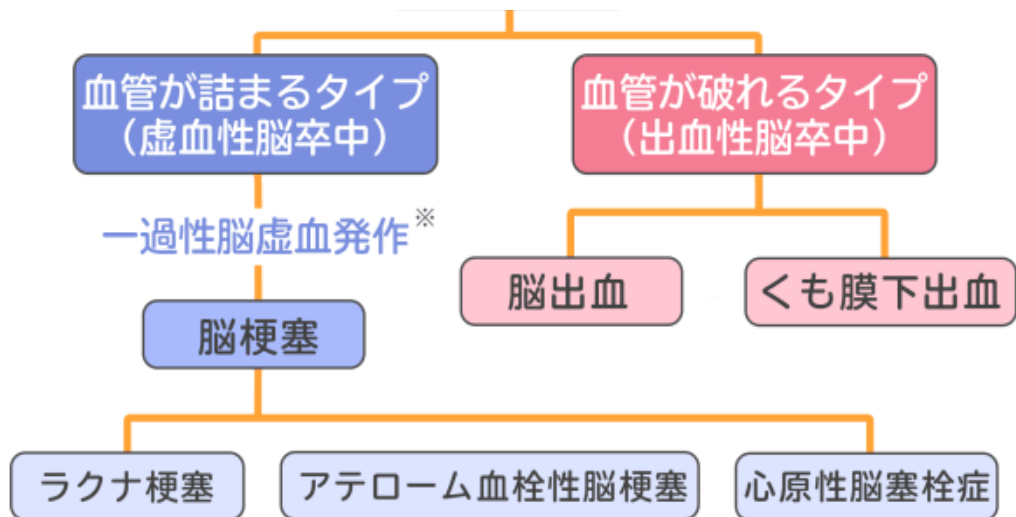 血管が詰まるタイプ
（虚血性脳卒中）
血管が破れるタイプ
（出血性脳卒中）
一過性脳虚血発作※
脳出血
くも膜下出血
脳梗塞
ラクナ梗塞
アテローム血栓性脳梗塞
心原性脳塞栓症